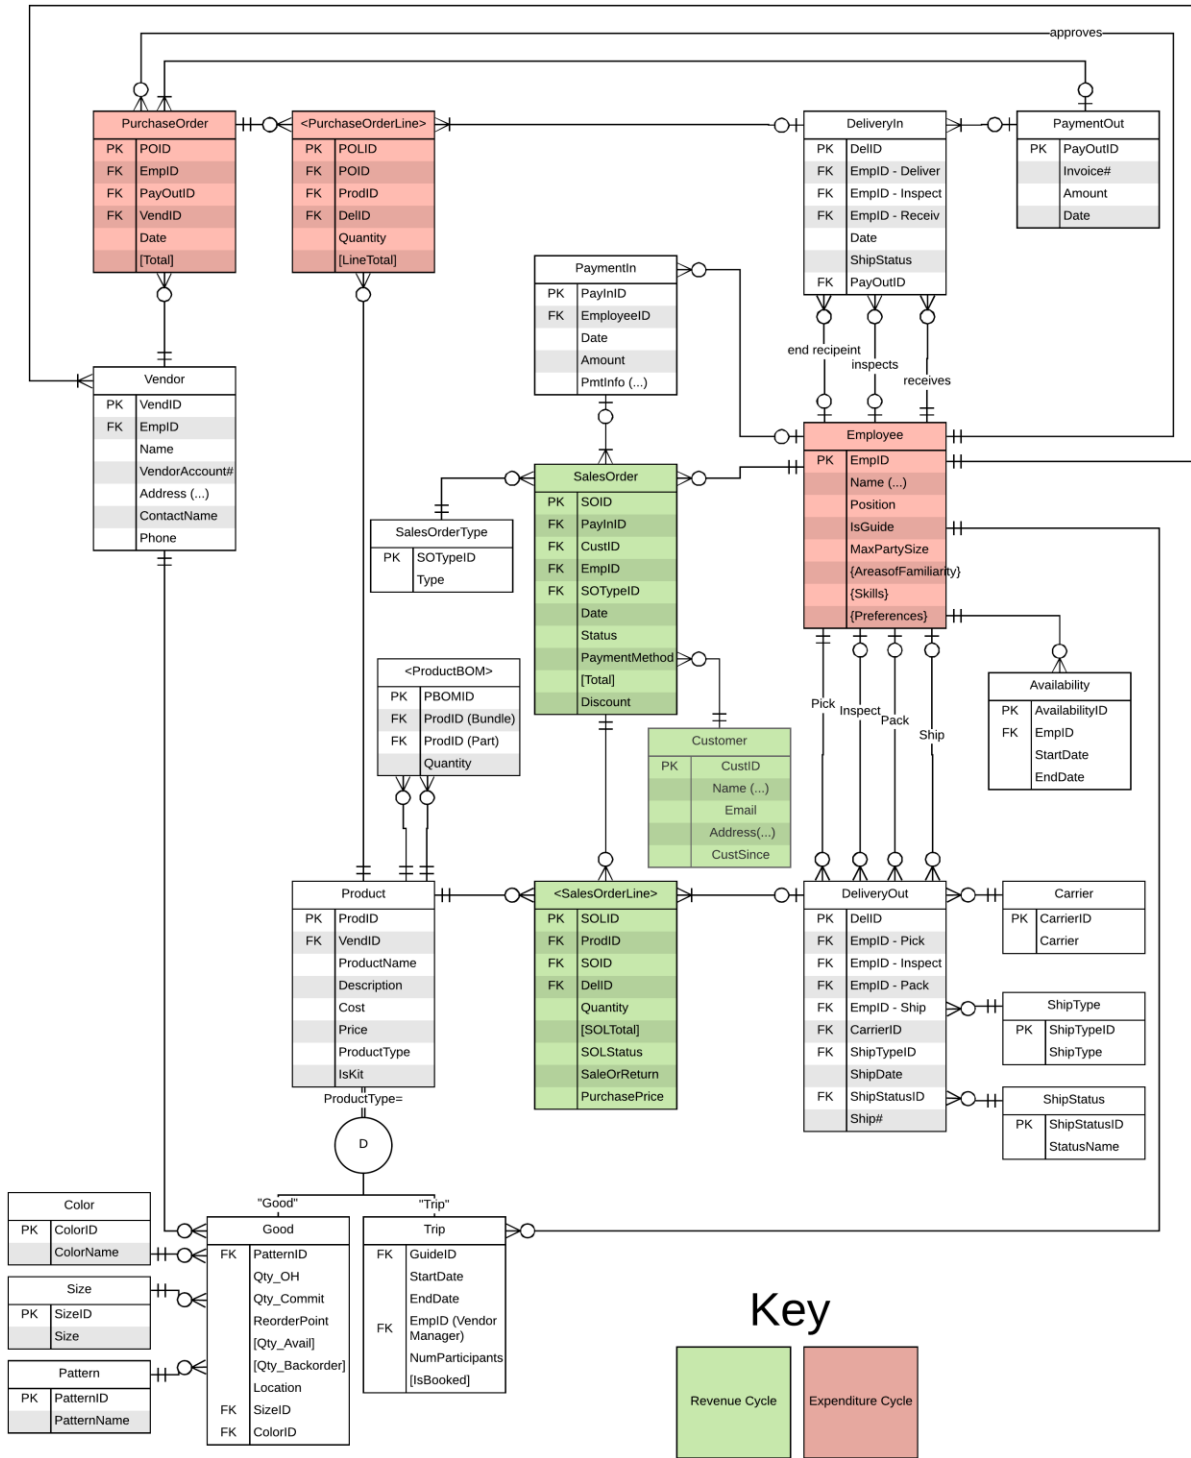 approves
PurchaseOrder
PK POID
FK EmpID
FK PayOutID
FK VendID
Date
[Total]
<PurchaseOrderLine>
PK POLID
FK POID
FK ProdID
FK DelID
Quantity
[LineTotal]
DeliveryIn
PK DelID
FK EmpID - Deliver
FK EmpID - Inspect
FK EmpID - Receiv
Date
ShipStatus
FK PayOutID
PaymentOut
PK PayOutID
Invoice#
Amount
Date
PaymentIn
PK PayInID
FK EmployeeID
Date
Amount
PmtInfo (...)
end recipeint
inspects
receives
Vendor
PK VendID
FK EmpID
Name
VendorAccount#
Address (...)
ContactName
Phone
Employee
PK EmpID
Name (...)
Position
IsGuide
MaxPartySize
{AreasofFamiliarity}
{Skills}
{Preferences}
SalesOrder
PK SOID
FK PayInID
FK CustID
FK EmpID
FK SOTypeID
Date
Status
PaymentMethod
[Total]
Discount
SalesOrderType
PK SOTypeID
Type
<ProductBOM>
PK PBOMID
FK ProdID (Bundle)
FK ProdID (Part)
Quantity
Customer
PK CustID
Name (...)
Email
Address(...)
CustSince
Pick
Inspect
Pack
Ship
Availability
PK AvailabilityID
FK EmpID
StartDate
EndDate
Product
PK ProdID
FK VendID
ProductName
Description
Cost
Price
ProductType
IsKit
<SalesOrderLine>
PK SOLID
FK ProdID
FK SOID
FK DelID
Quantity
[SOLTotal]
SOLStatus
SaleOrReturn
PurchasePrice
DeliveryOut
PK DelID
FK EmpID - Pick
FK EmpID - Inspect
FK EmpID - Pack
FK EmpID - Ship
FK CarrierID
FK ShipTypeID
ShipDate
FK ShipStatusID
Ship#
Carrier
PK CarrierID
Carrier
ShipType
PK ShipTypeID
ShipType
ShipStatus
PK ShipStatusID
StatusName
ProductType=
D
"Good"
"Trip"
Color
PK ColorID
ColorName
Size
PK SizeID
Size
Pattern
PK PatternID
PatternName
Good
FK PatternID
Qty_OH
Qty_Commit
ReorderPoint
[Qty_Avail]
[Qty_Backorder]
Location
FK SizeID
FK ColorID
Trip
FK GuideID
StartDate
EndDate
FK EmpID (Vendor
Manager)
NumParticipants
[IsBooked]
Key
Revenue Cycle
Expenditure Cycle